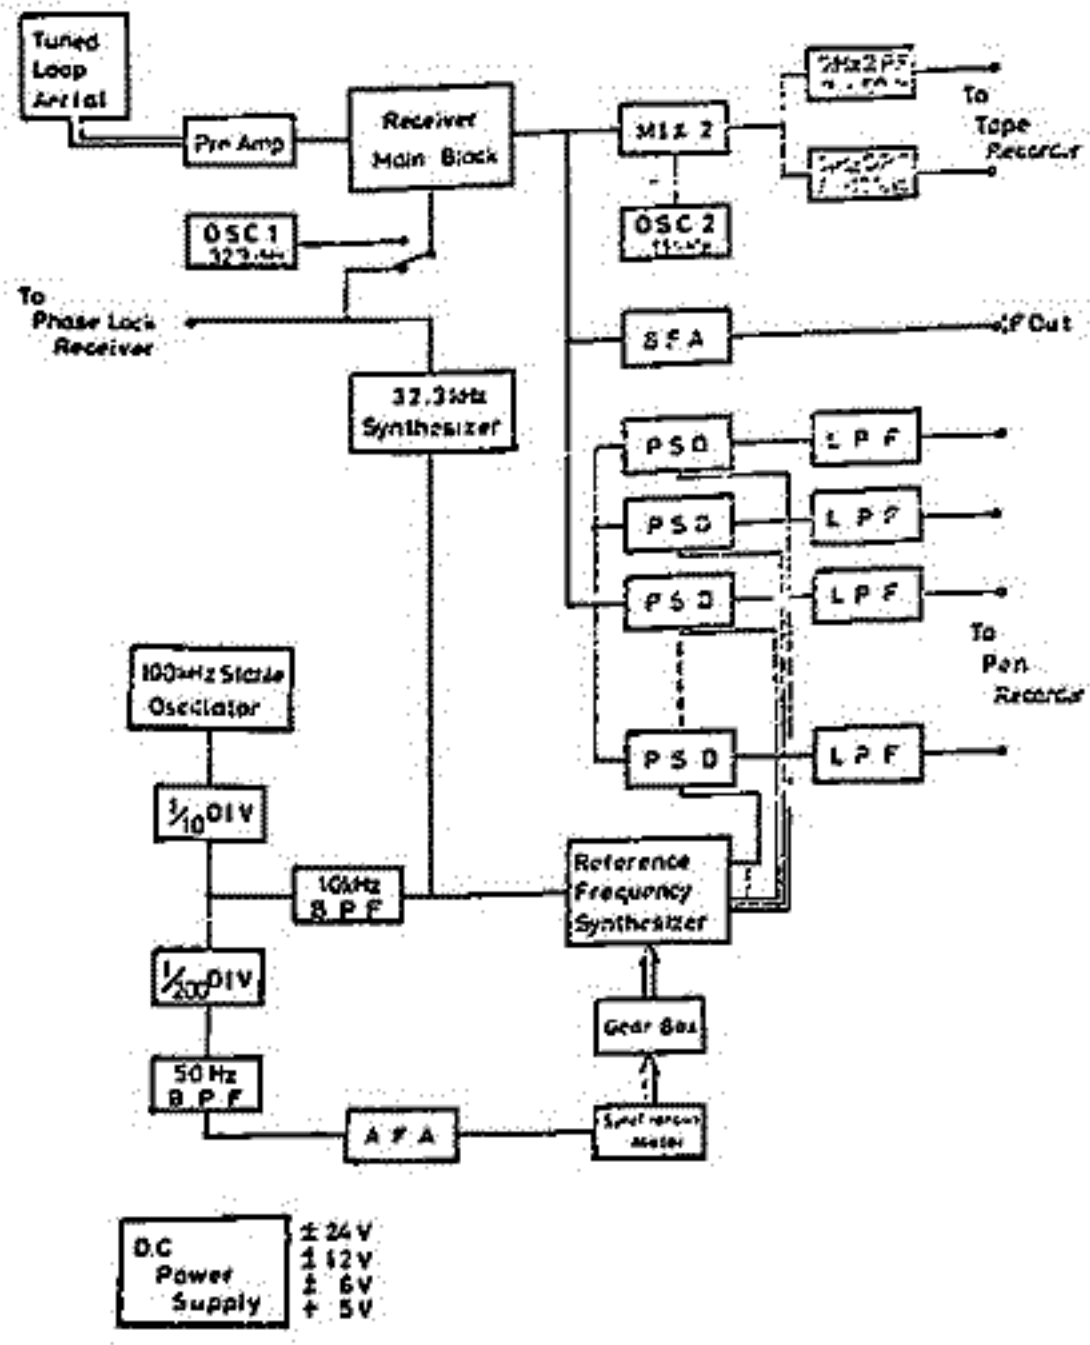 Tuned
Loop
Aerial
Pre Amp
Receiver
Main Block
MIX 2
To
Tape
Recorder
OSC 1
OSC 2
To
Phase Lock
Receiver
IF Out
32.3kHz
Synthesizer
PSD
LPF
PSD
LPF
PSD
LPF
To
Pen
Recorder
PSD
LPF
100kHz Stable
Oscillator
1/10 DIV
10kHz
BPF
Reference
Frequency
Synthesizer
1/200 DIV
Gear Box
50Hz
BPF
AFA
Motor
D.C
Power
Supply
± 24V
± 12V
± 6V
+ 5V